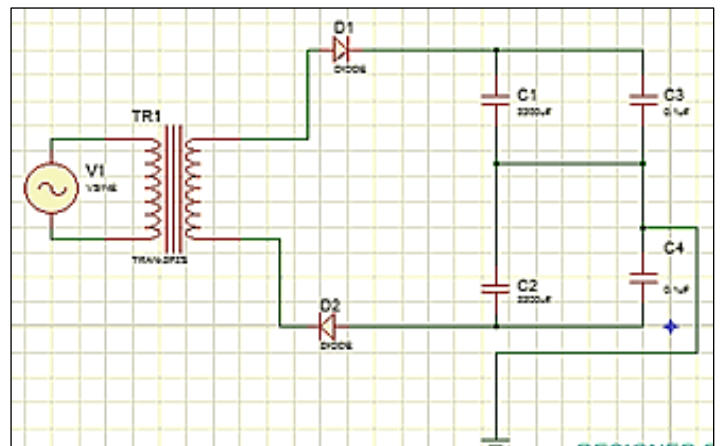 D1
DIODE
C1
2200uF
C3
0.1uF
TR1
V1
VSINE
TRAN-2P2S
C4
0.1uF
C2
2200uF
D2
DIODE